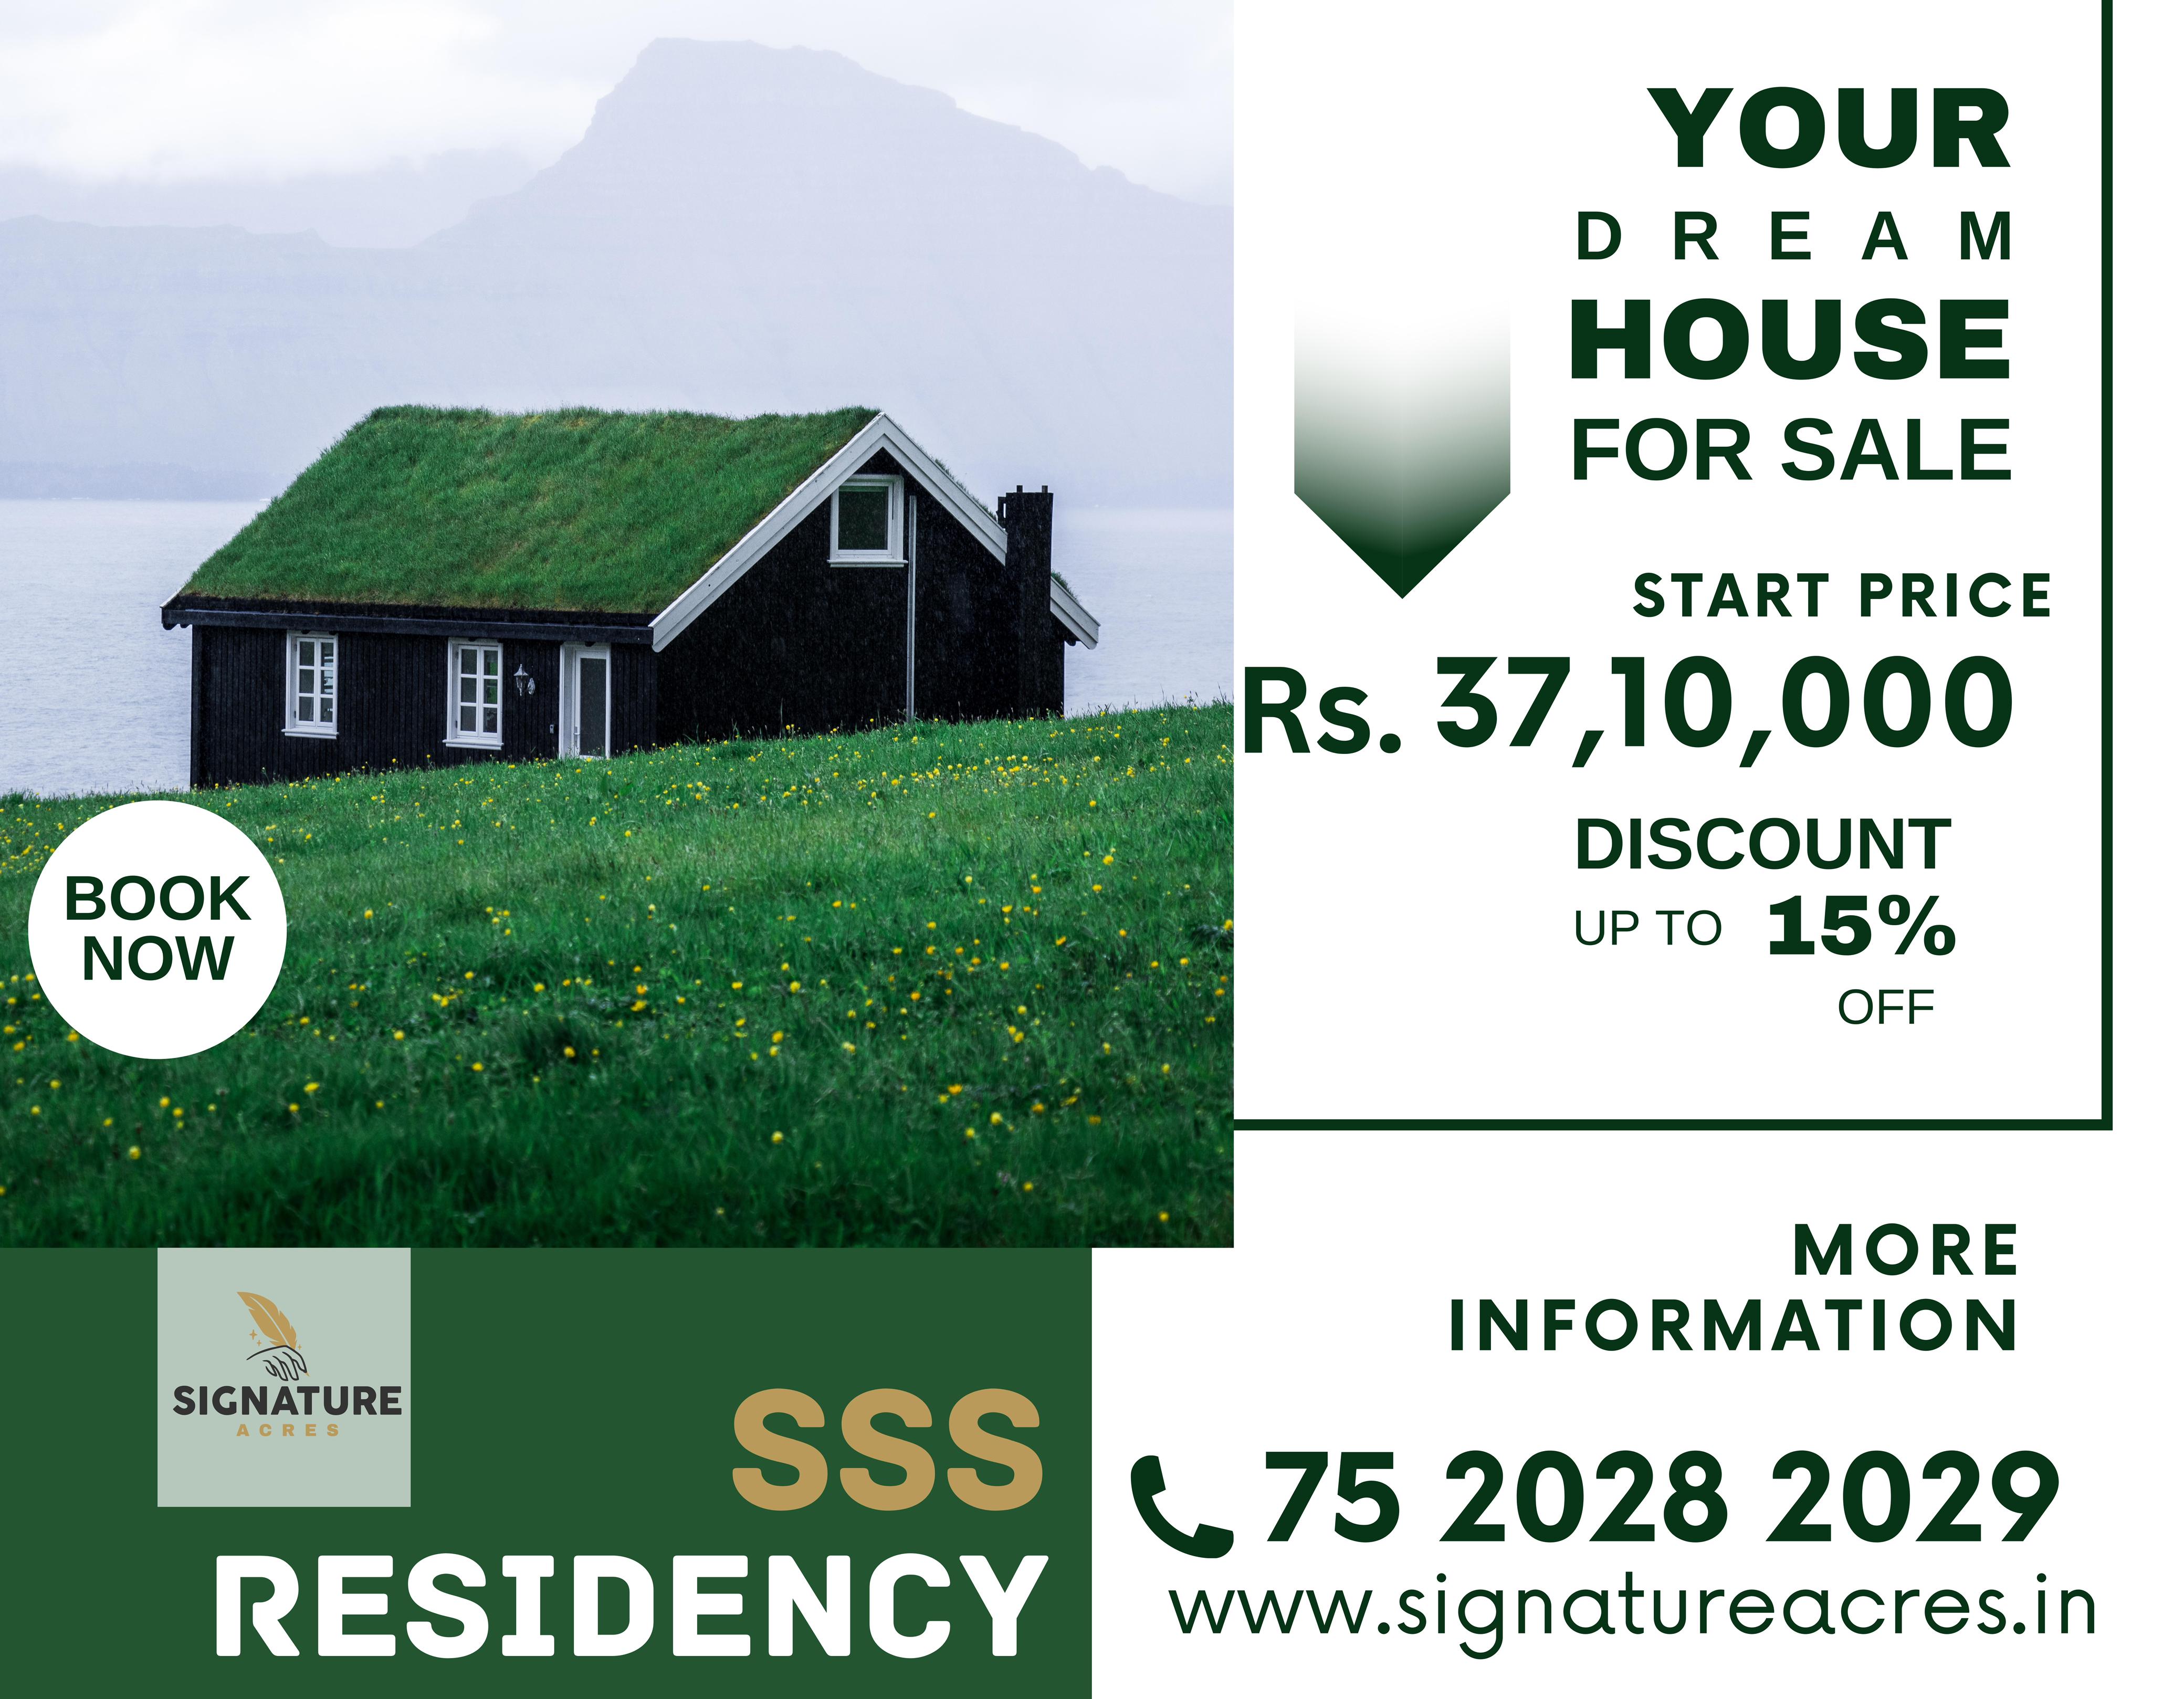 YOUR
DREAM
HOUSE
FOR SALE
START PRICE
Rs. 37,10,000
DISCOUNT
UP TO 15%
OFF
BOOK
NOW
SIGNATURE
ACRES
SSS
RESIDENCY
MORE
INFORMATION
75 2028 2029
www.signatureacres.in